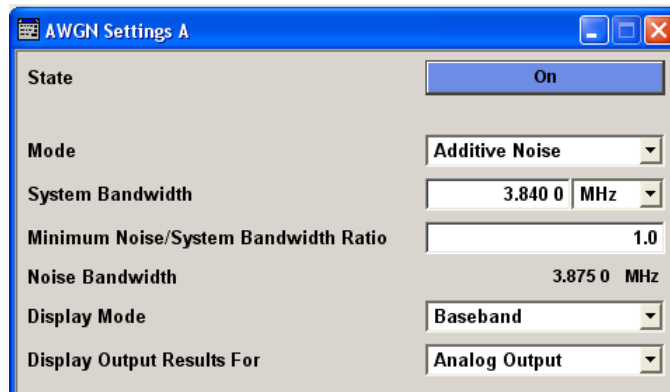 AWGN Settings A
State On
Mode Additive Noise
System Bandwidth 3.840 0 MHz
Minimum Noise/System Bandwidth Ratio 1.0
Noise Bandwidth 3.875 0 MHz
Display Mode Baseband
Display Output Results For Analog Output